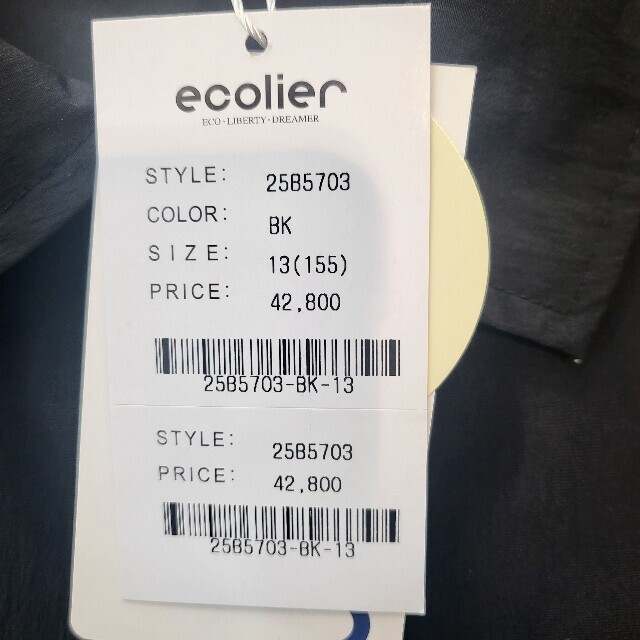 ecolier
ECO·LIBERTY·DREAMER
STYLE: 25B5703
COLOR: BK
SIZE: 13(155)
PRICE: 42,800
25B5703-BK-13
STYLE: 25B5703
PRICE: 42,800
25B5703-BK-13